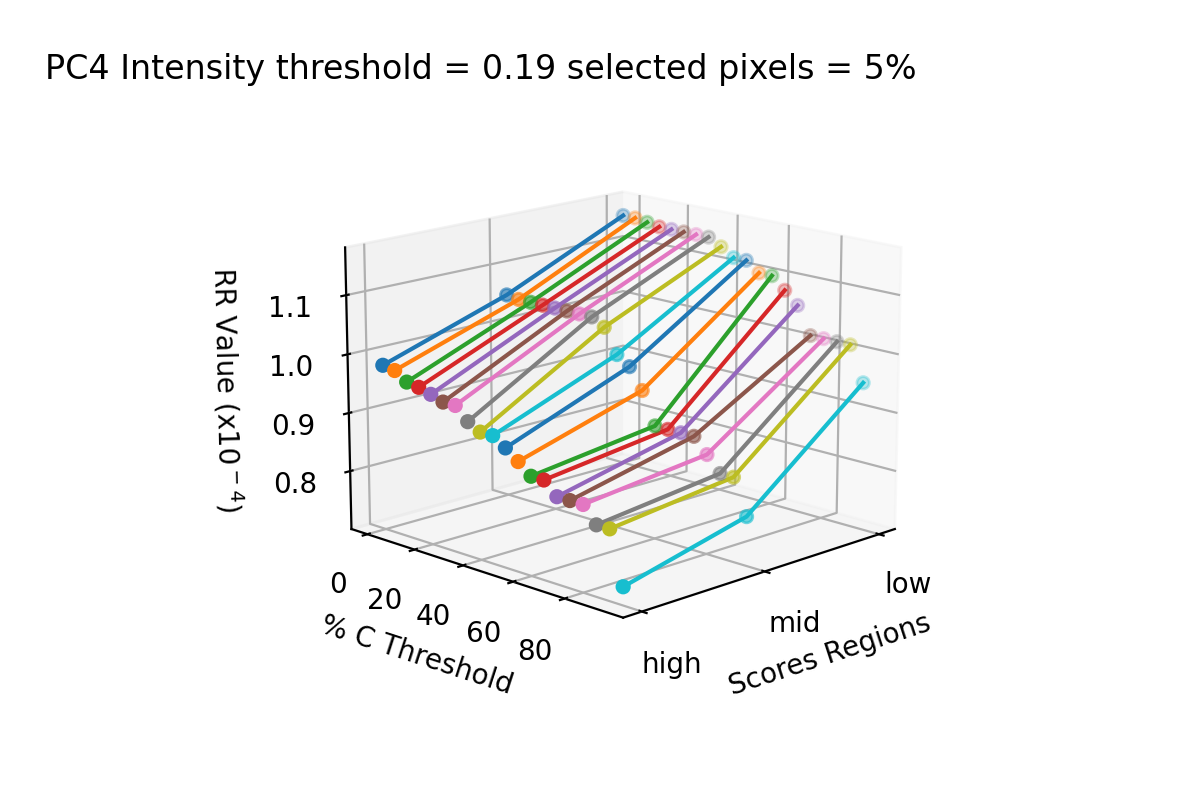 PC4 Intensity threshold = 0.19 selected pixels = 5%
RR Value (x10⁻⁴)
1.1
1.0
0.9
0.8
0
20
40
60
80
% C Threshold
high
mid
low
Scores Regions